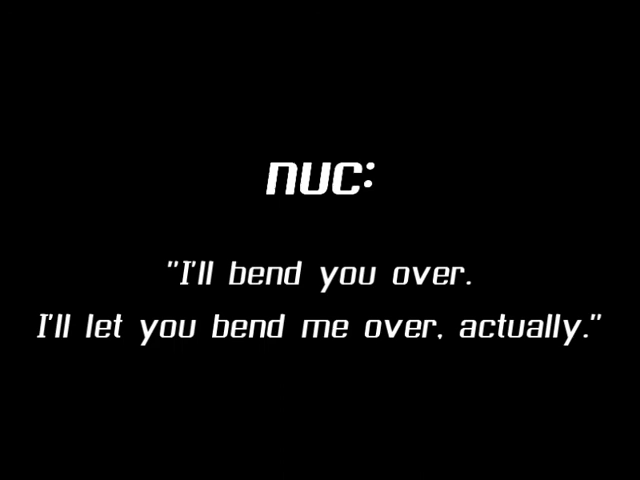 nuc:
"I'll bend you over.
I'll let you bend me over, actually."